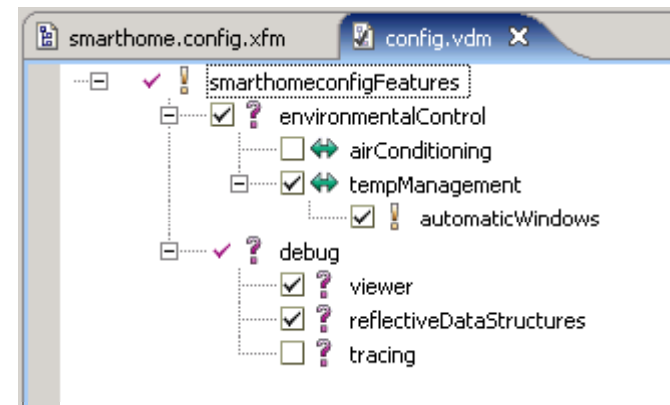 smarthome.config.xfm config.vdm
smarthomeconfigFeatures
environmentalControl
airConditioning
tempManagement
automaticWindows
debug
viewer
reflectiveDataStructures
tracing